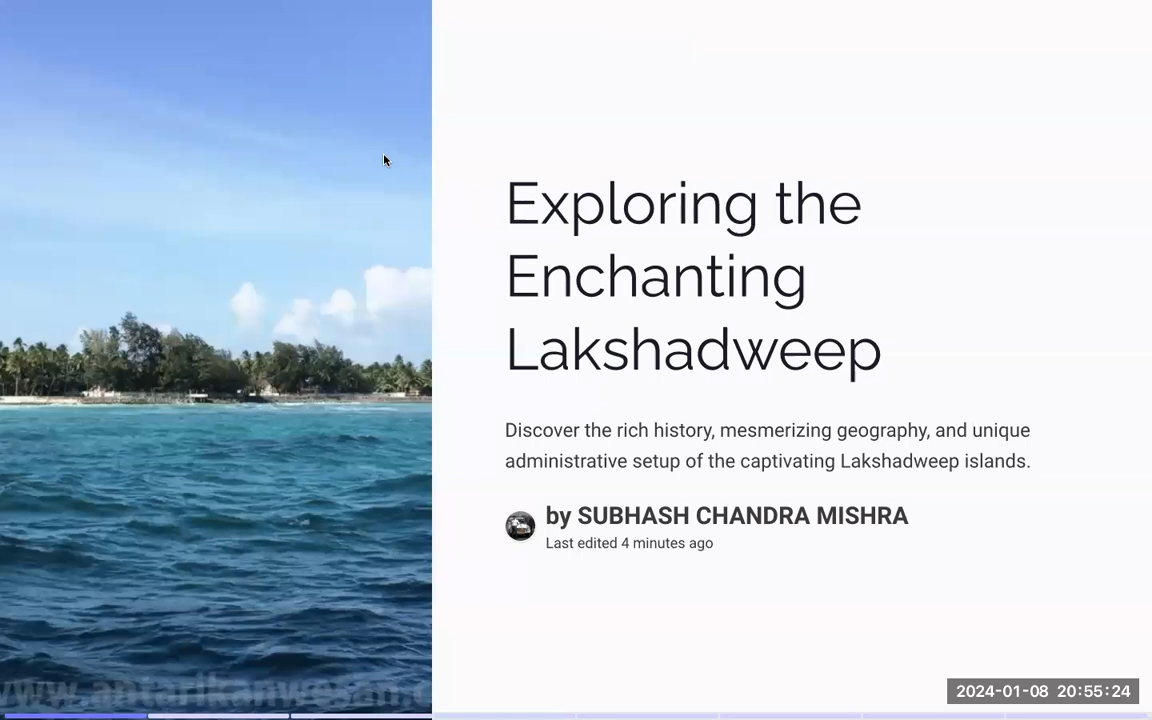 Exploring the
Enchanting
Lakshadweep
Discover the rich history, mesmerizing geography, and unique
administrative setup of the captivating Lakshadweep islands.
by SUBHASH CHANDRA MISHRA
Last edited 4 minutes ago
2024-01-08 20:55:24